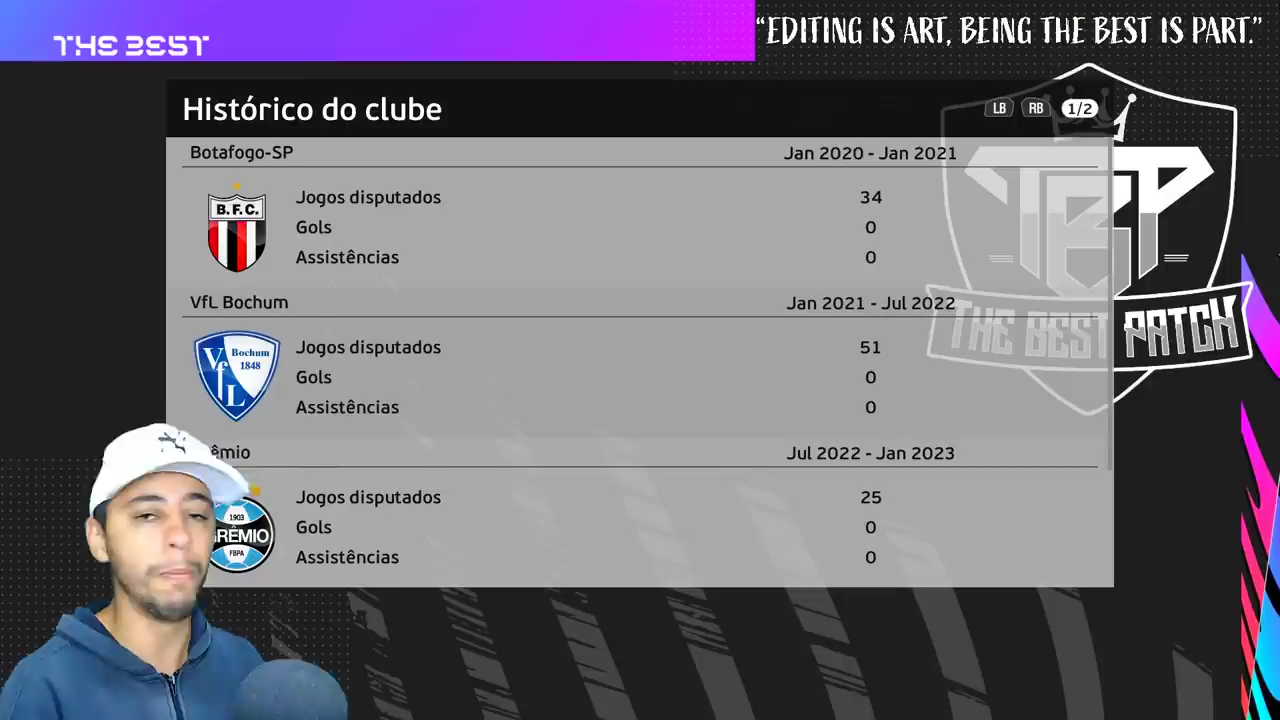 THE BEST
“EDITING IS ART, BEING THE BEST IS PART.”
Histórico do clube
LB RB 1/2
Botafogo-SP Jan 2020 - Jan 2021
B.F.C.
Jogos disputados 34
Gols 0
Assistências 0
TBP
THE BEST PATCH
VfL Bochum Jan 2021 - Jul 2022
VfL Bochum 1848
Jogos disputados 51
Gols 0
Assistências 0
êmio Jul 2022 - Jan 2023
1903
RÊMIO
FBPA
Jogos disputados 25
Gols 0
Assistências 0